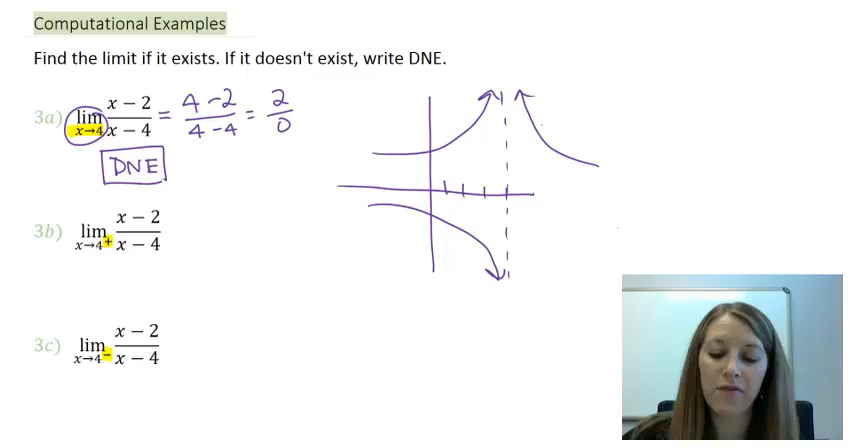 Computational Examples
Find the limit if it exists. If it doesn't exist, write DNE.
3a) lim x→4 (x − 2)/(x − 4) = (4 − 2)/(4 − 4) = 2/0
DNE
3b) lim x→4+ (x − 2)/(x − 4)
3c) lim x→4− (x − 2)/(x − 4)